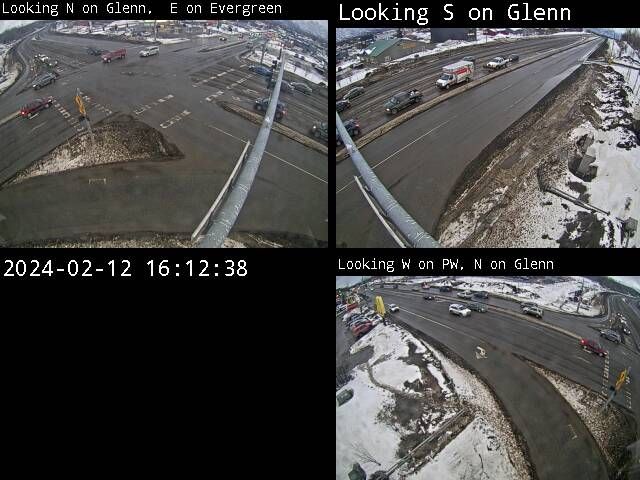 Looking N on Glenn,  E on Evergreen
Looking S on Glenn
2024-02-12 16:12:38
Looking W on PW, N on Glenn